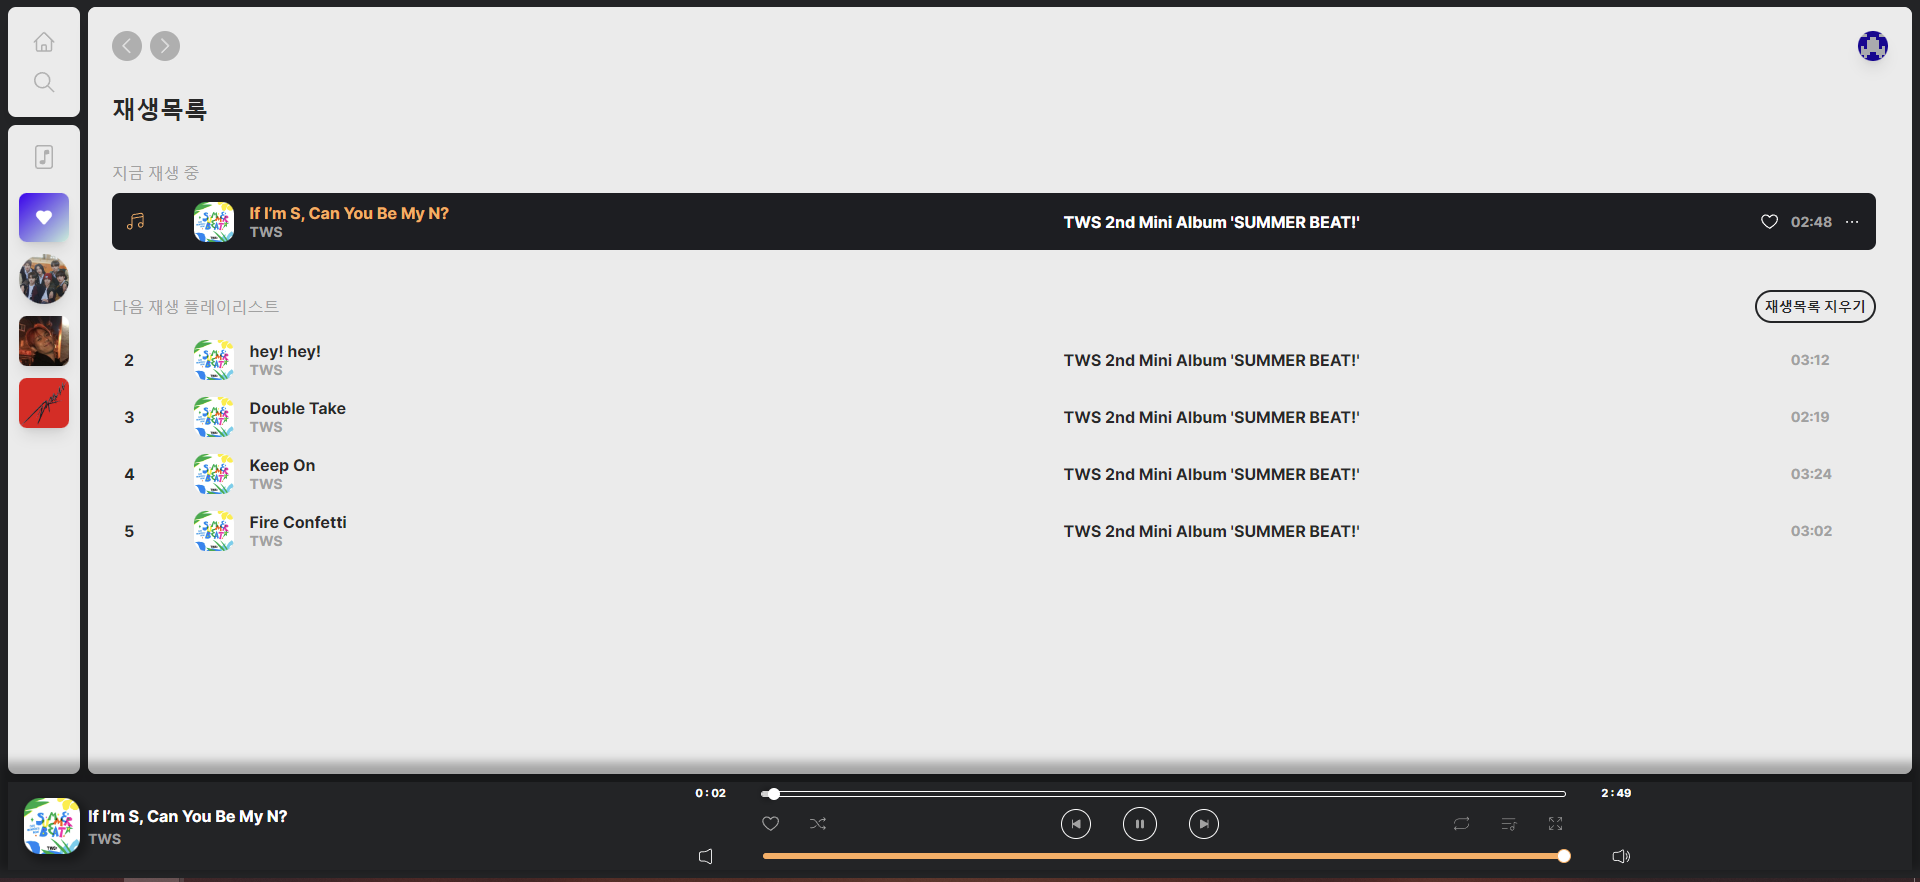 재생목록
지금 재생 중
If I’m S, Can You Be My N?
TWS
TWS 2nd Mini Album 'SUMMER BEAT!'
02:48
다음 재생 플레이리스트
재생목록 지우기
2
hey! hey!
TWS
TWS 2nd Mini Album 'SUMMER BEAT!'
03:12
3
Double Take
TWS
TWS 2nd Mini Album 'SUMMER BEAT!'
02:19
4
Keep On
TWS
TWS 2nd Mini Album 'SUMMER BEAT!'
03:24
5
Fire Confetti
TWS
TWS 2nd Mini Album 'SUMMER BEAT!'
03:02
0:02
2:49
If I’m S, Can You Be My N?
TWS